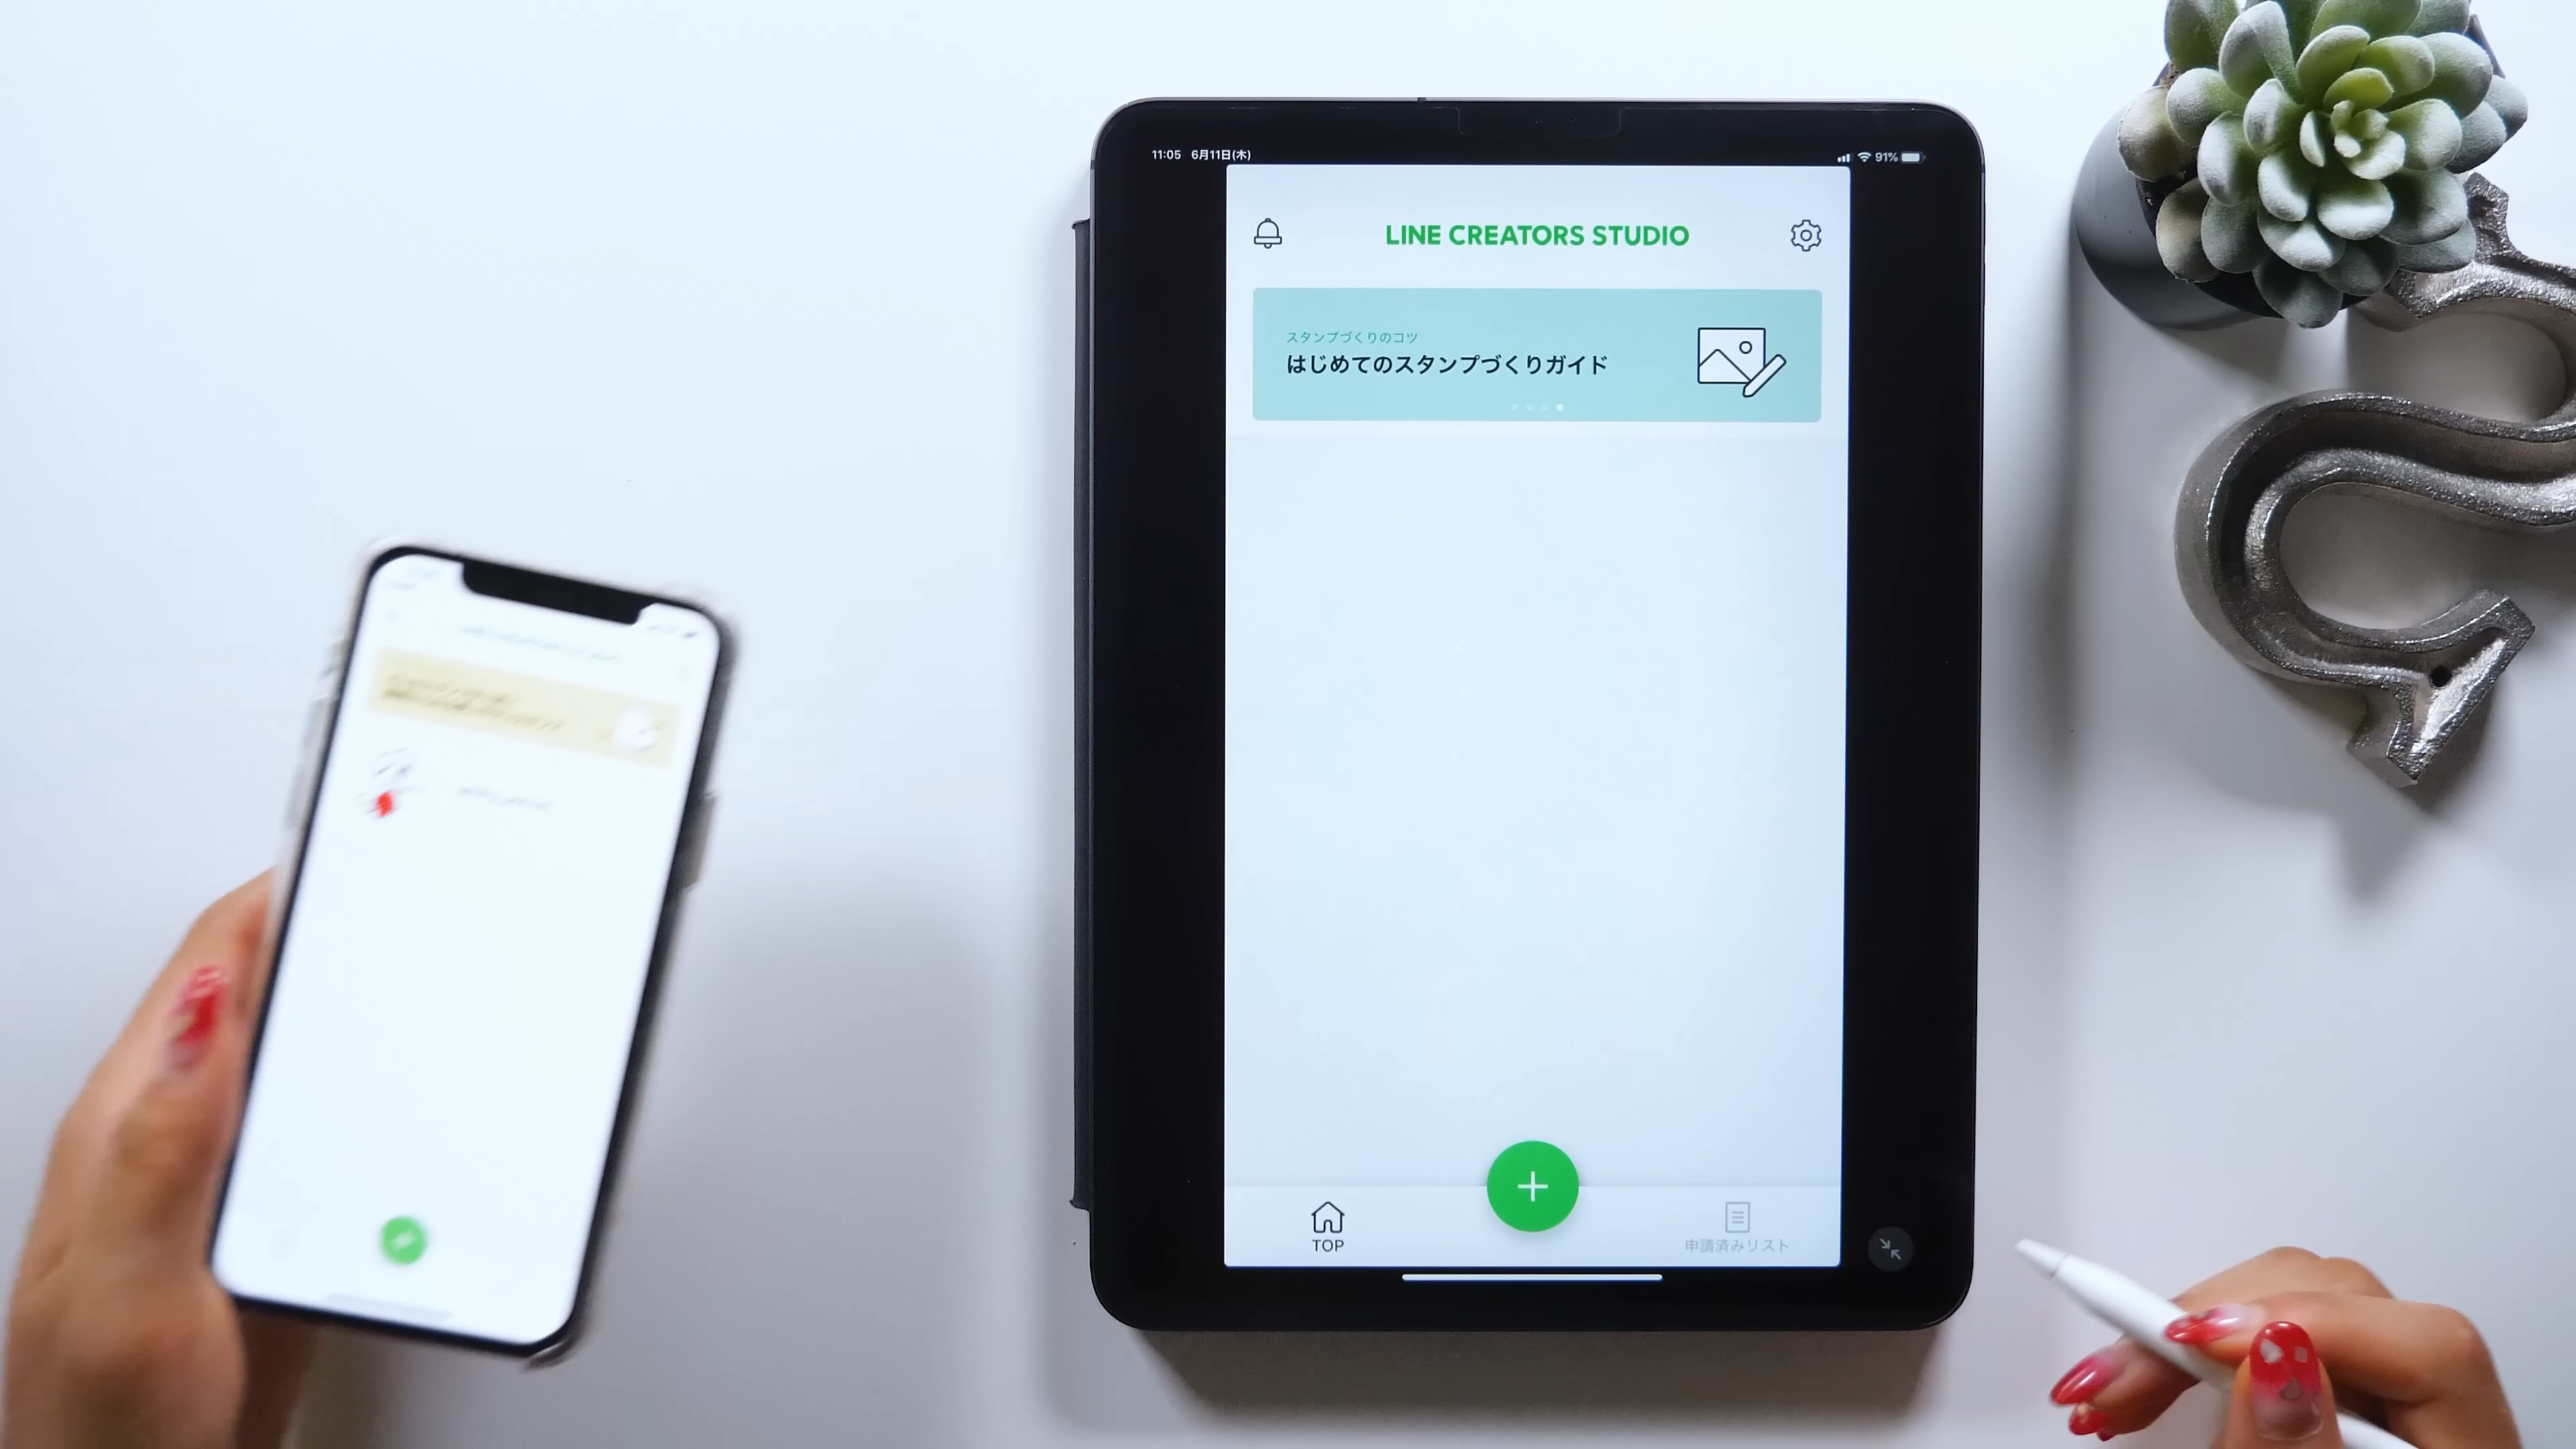 11:05 6月11日(木)
91%
LINE CREATORS STUDIO
スタンプづくりのコツ
はじめてのスタンプづくりガイド
TOP
申請済みリスト